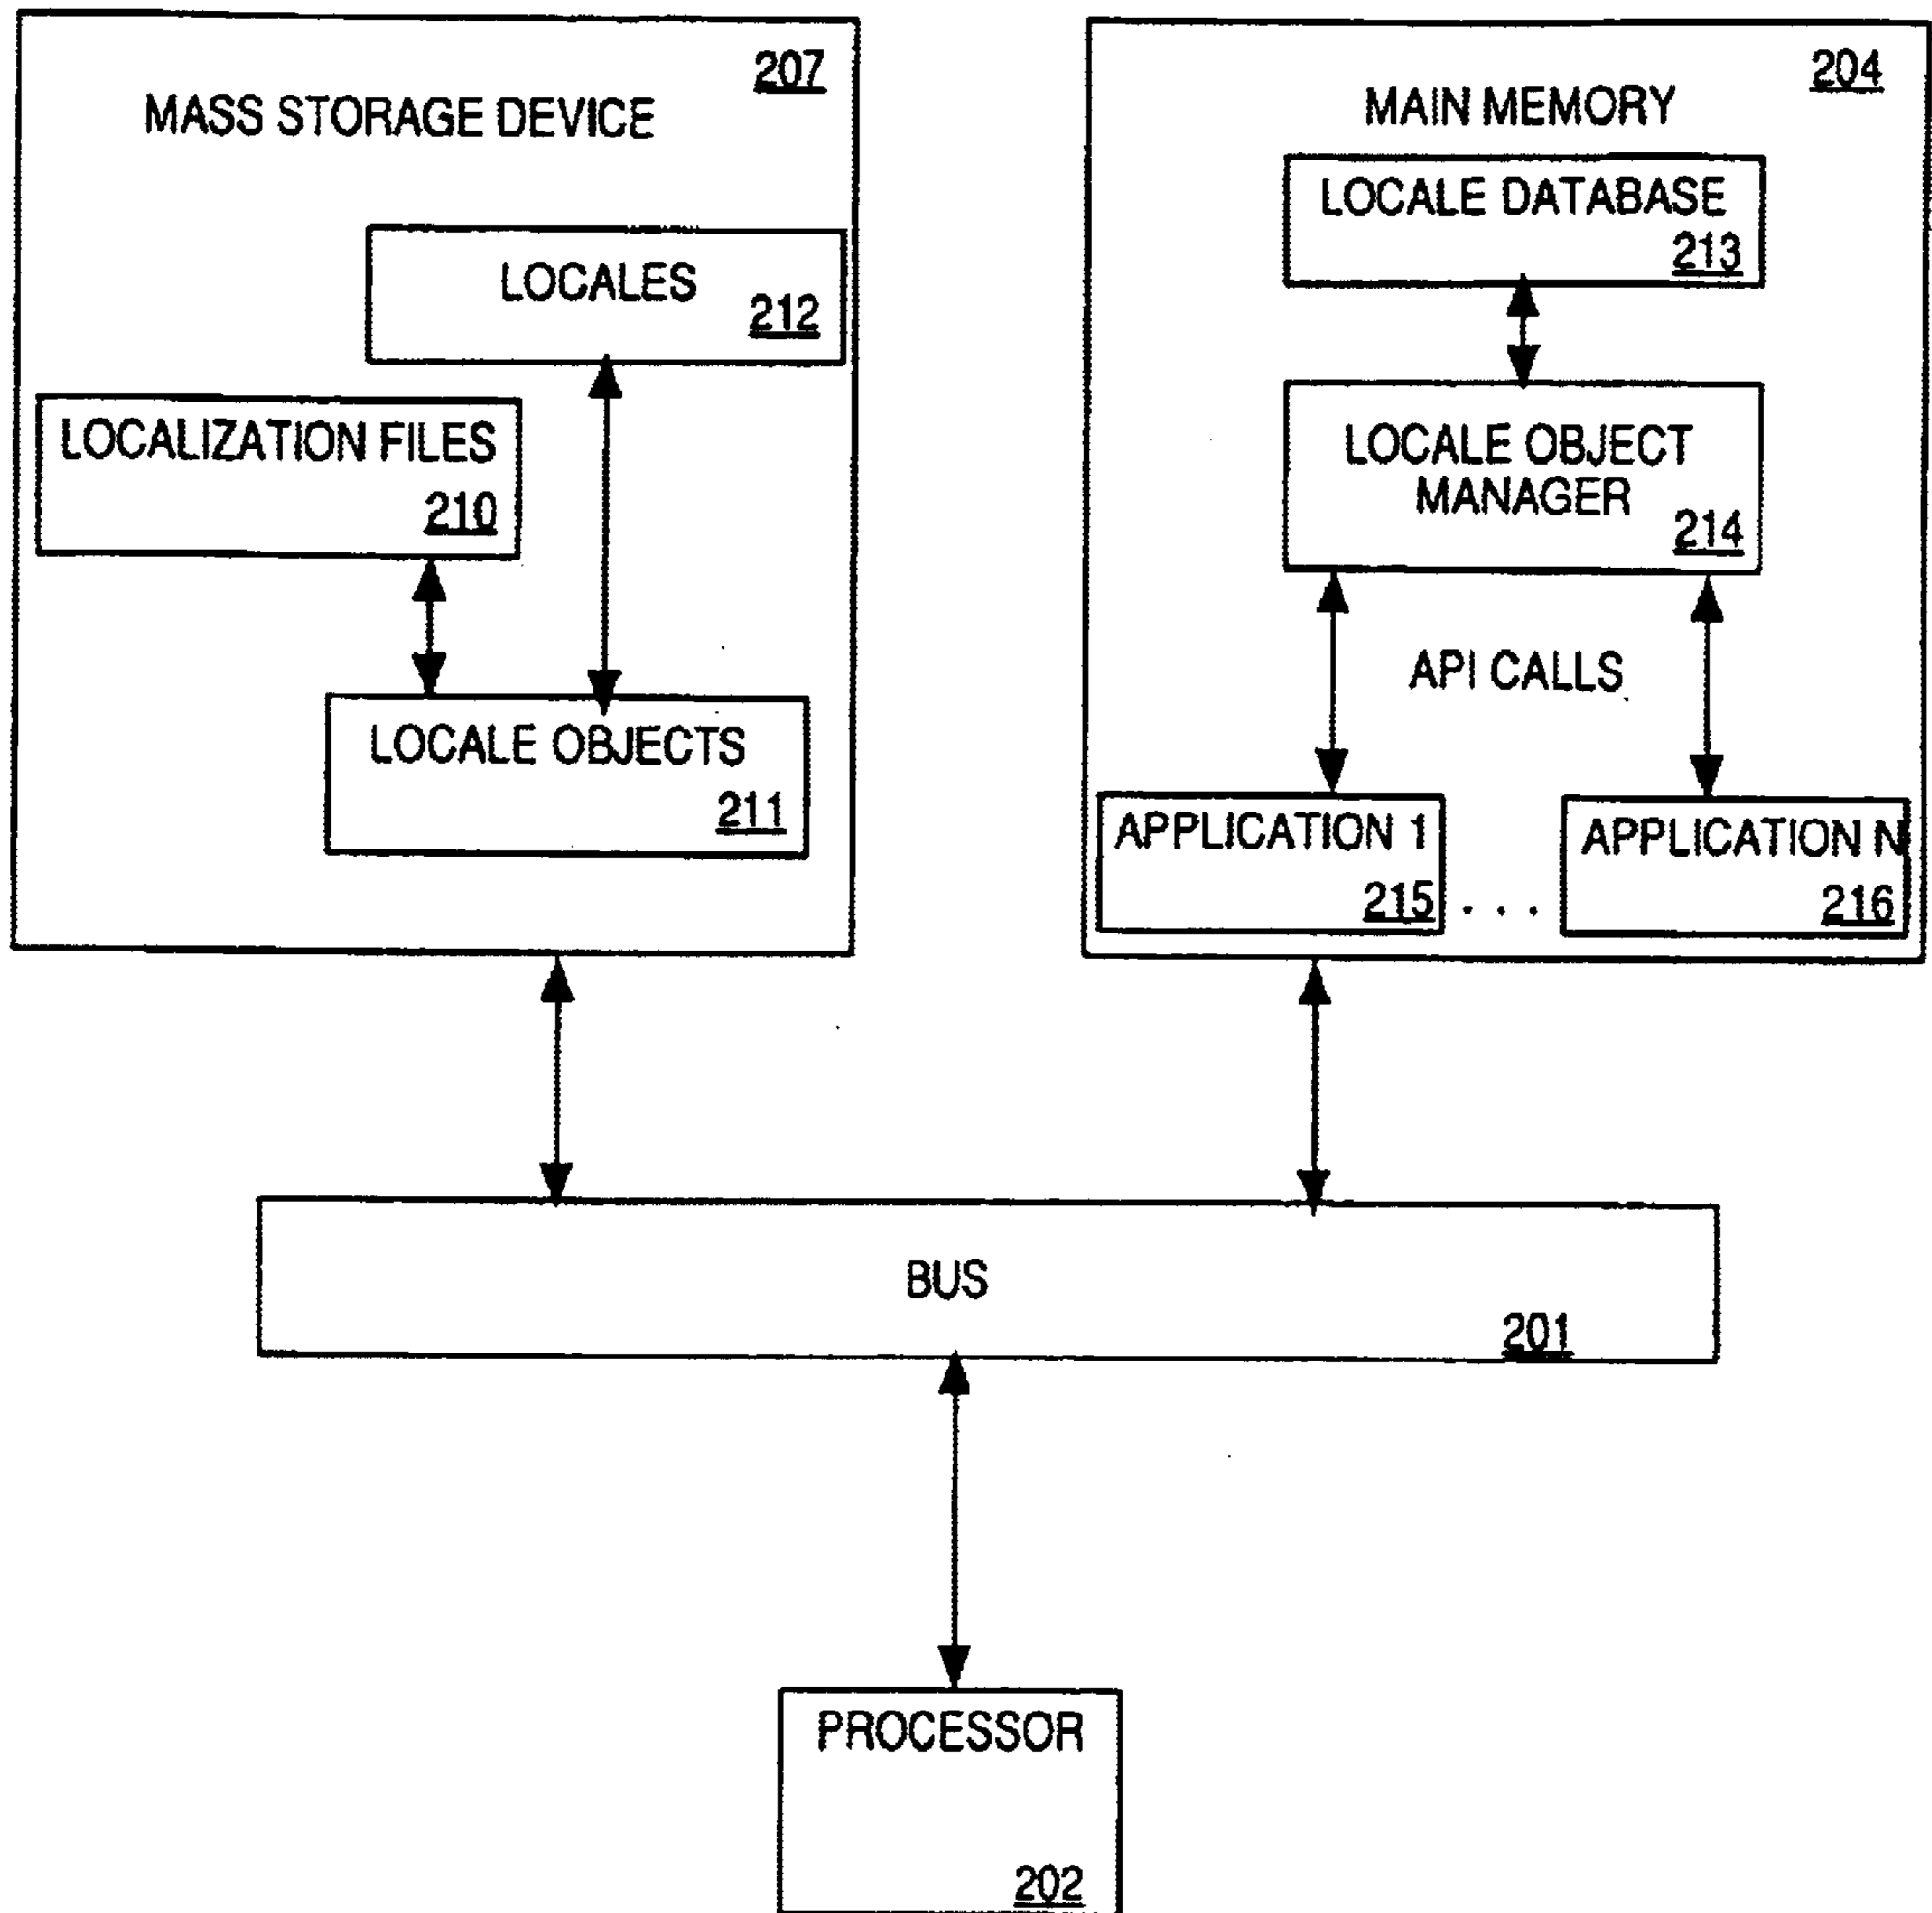 207
MASS STORAGE DEVICE
LOCALES
212
LOCALIZATION FILES
210
LOCALE OBJECTS
211
204
MAIN MEMORY
LOCALE DATABASE
213
LOCALE OBJECT
MANAGER
214
API CALLS
APPLICATION 1
215
. . .
APPLICATION N
216
BUS
201
PROCESSOR
202